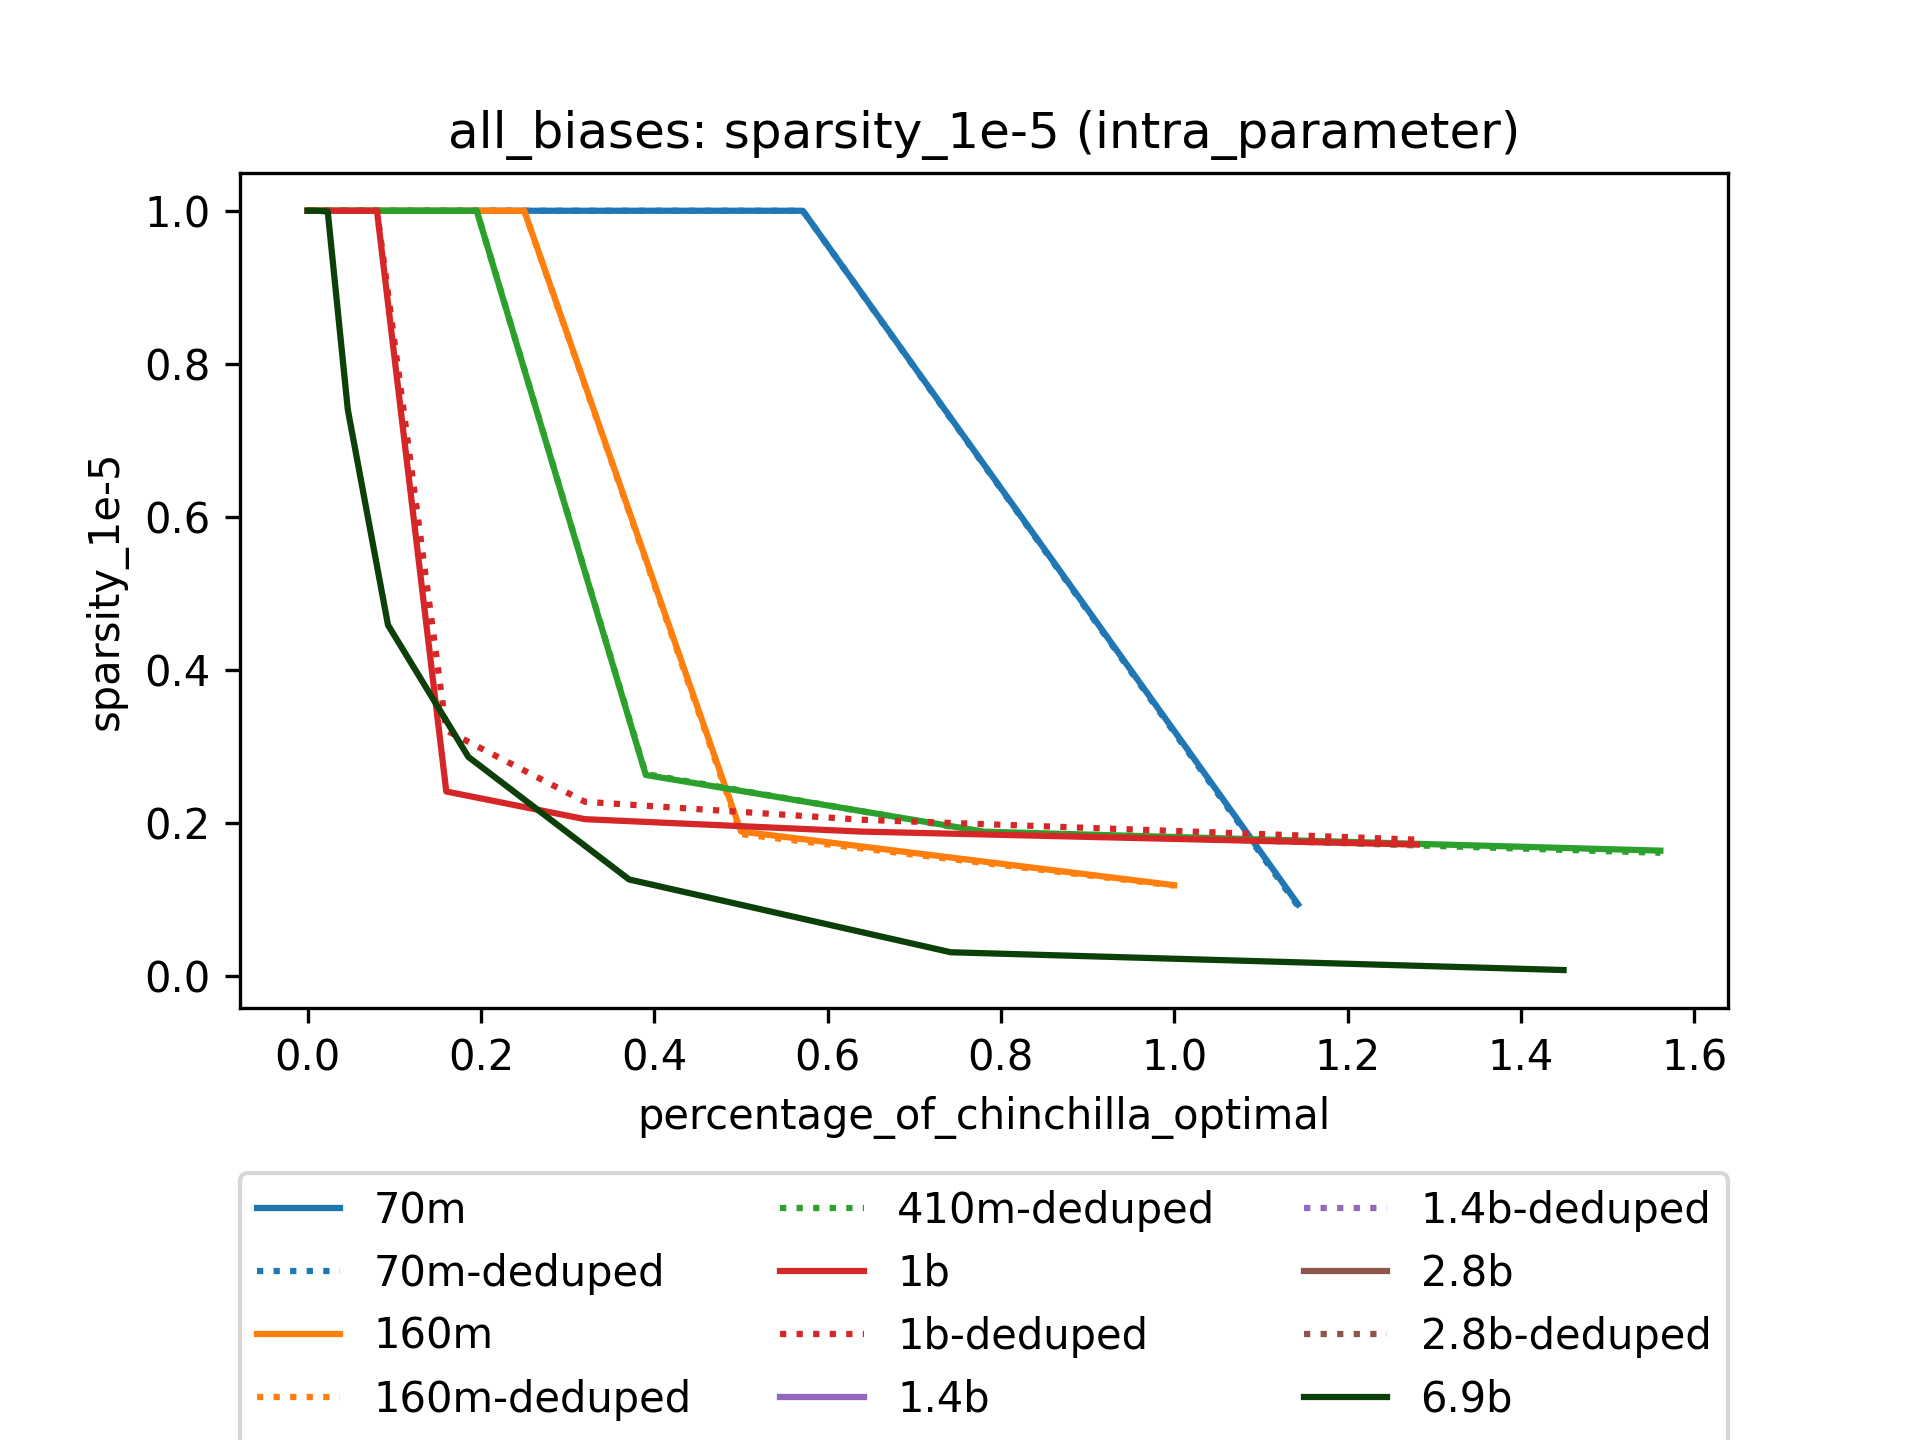 all_biases: sparsity_1e-5 (intra_parameter)
sparsity_1e-5
1.0
0.8
0.6
0.4
0.2
0.0
0.0 0.2 0.4 0.6 0.8 1.0 1.2 1.4 1.6
percentage_of_chinchilla_optimal
70m
70m-deduped
160m
160m-deduped
410m-deduped
1b
1b-deduped
1.4b
1.4b-deduped
2.8b
2.8b-deduped
6.9b